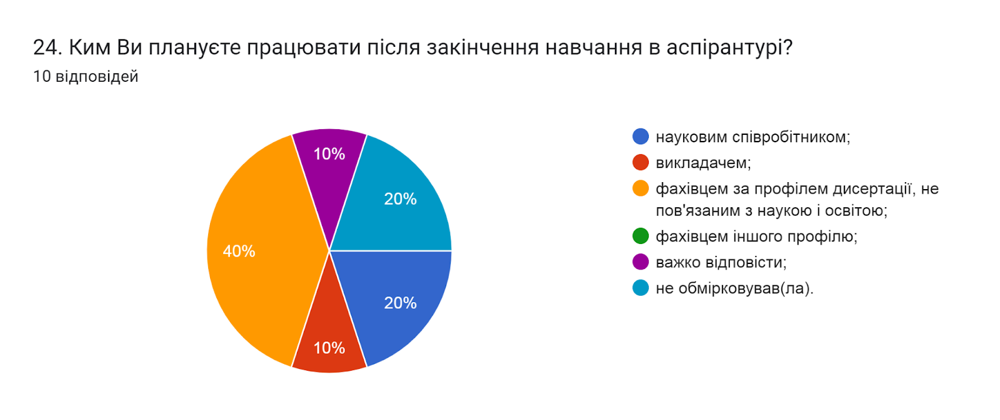 24. Ким Ви плануєте працювати після закінчення навчання в аспірантурі?
10 відповідей
10%
20%
40%
20%
10%
науковим співробітником;
викладачем;
фахівцем за профілем дисертації, не
пов'язаним з наукою і освітою;
фахівцем іншого профілю;
важко відповісти;
не обмірковував(ла).